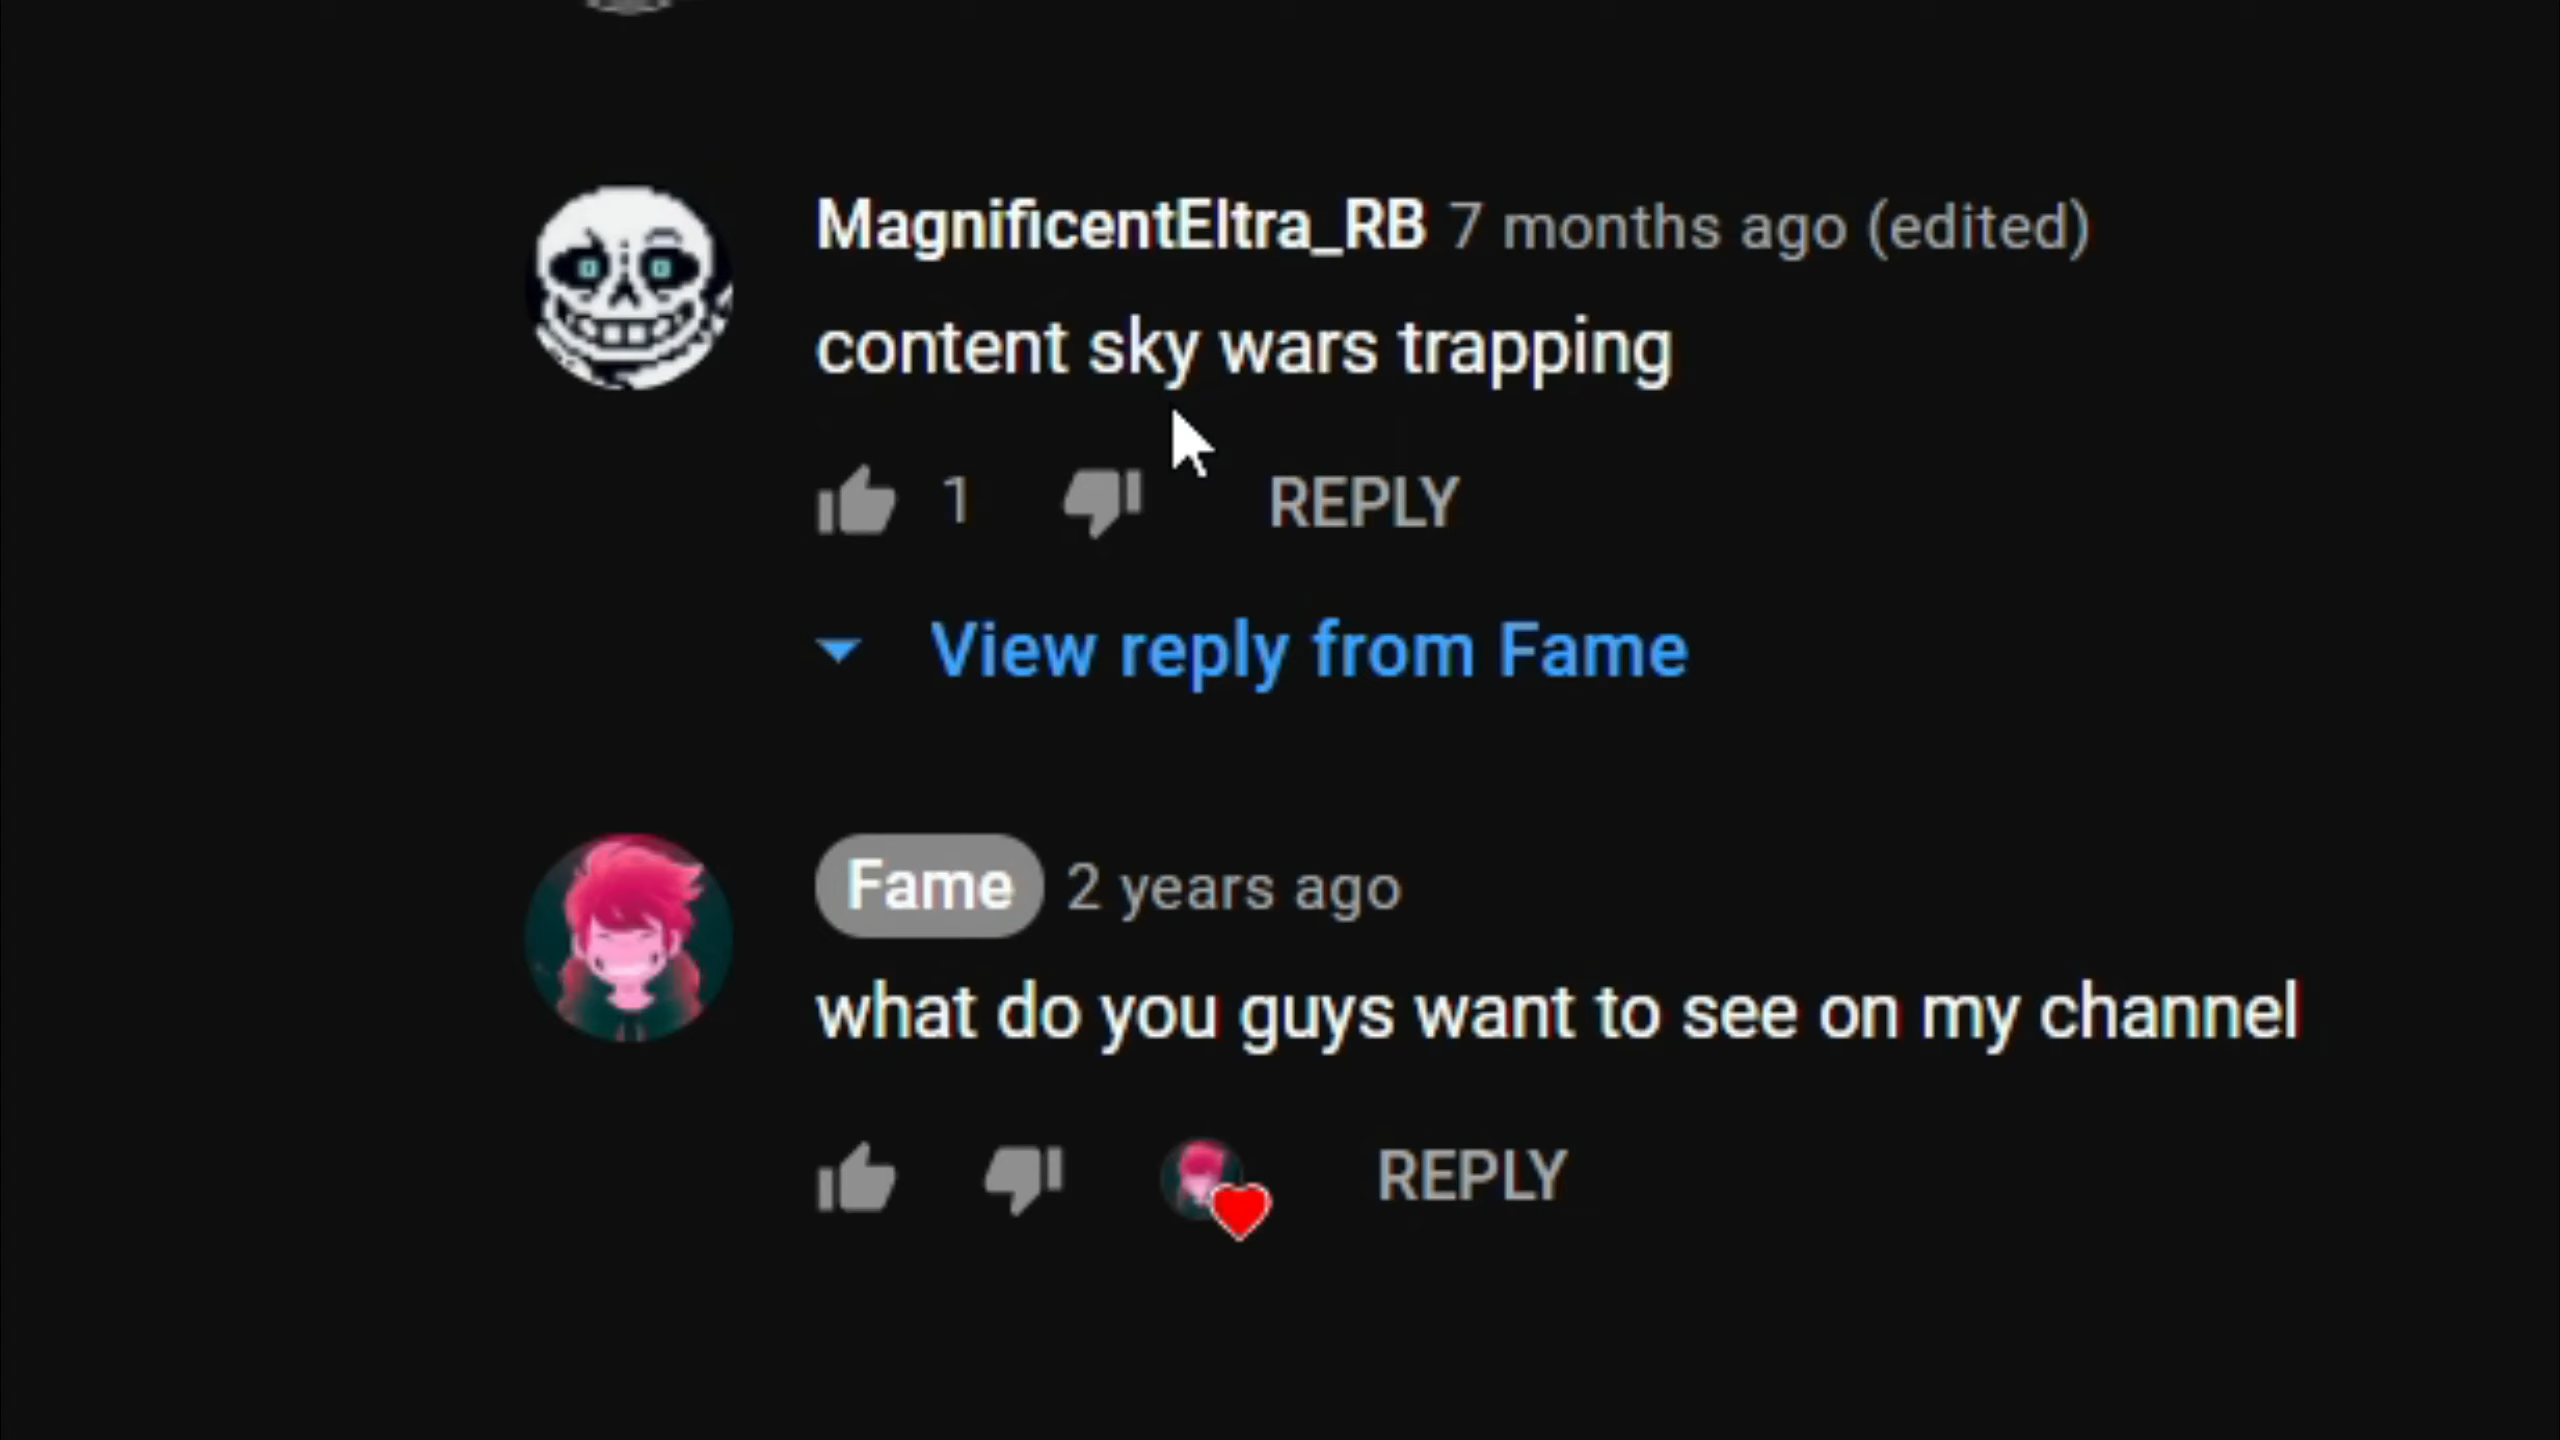 MagnificentEltra_RB 7 months ago (edited)
content sky wars trapping
1 REPLY
View reply from Fame
Fame 2 years ago
what do you guys want to see on my channel
REPLY